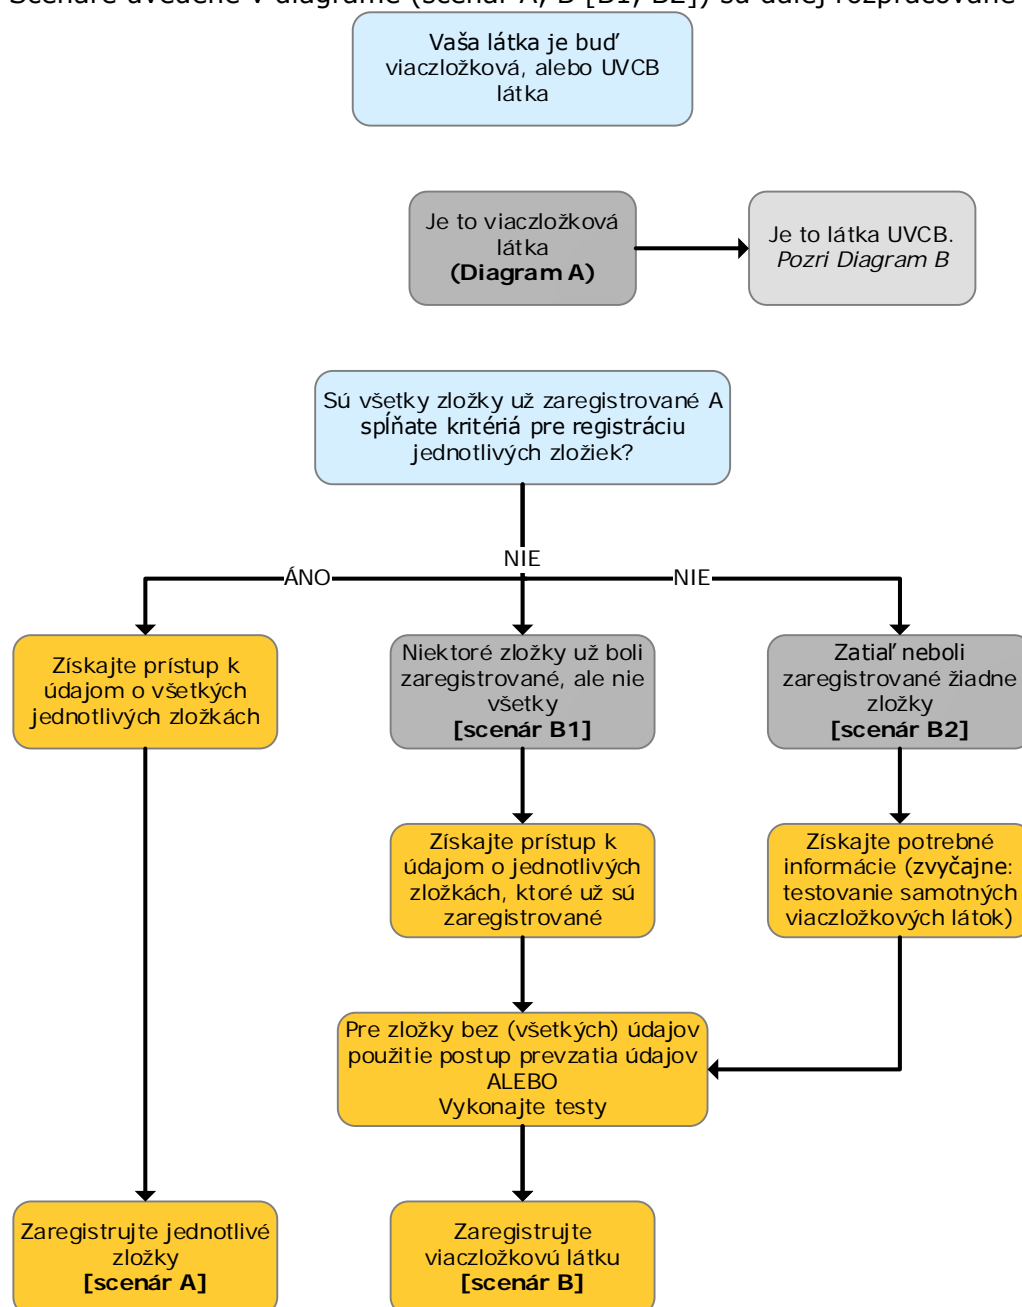 Scenáre uvedené v diagrame (scenár A, B [B1, B2]) sú ďalej rozpracované
Vaša látka je buď
viaczložková, alebo UVCB
látka
Je to viaczložková
látka
(Diagram A)
Je to látka UVCB.
Pozri Diagram B
Sú všetky zložky už zaregistrované A
spĺňate kritériá pre registráciu
jednotlivých zložiek?
NIE
ÁNO
NIE
Získajte prístup k
údajom o všetkých
jednotlivých zložkách
Niektoré zložky už boli
zaregistrované, ale nie
všetky
[scenár B1]
Zatiaľ neboli
zaregistrované žiadne
zložky
[scenár B2]
Získajte prístup k
údajom o jednotlivých
zložkách, ktoré už sú
zaregistrované
Získajte potrebné
informácie (zvyčajne:
testovanie samotných
viaczložkových látok)
Pre zložky bez (všetkých) údajov
použitie postup prevzatia údajov
ALEBO
Vykonajte testy
Zaregistrujte jednotlivé
zložky
[scenár A]
Zaregistrujte
viaczložkovú látku
[scenár B]